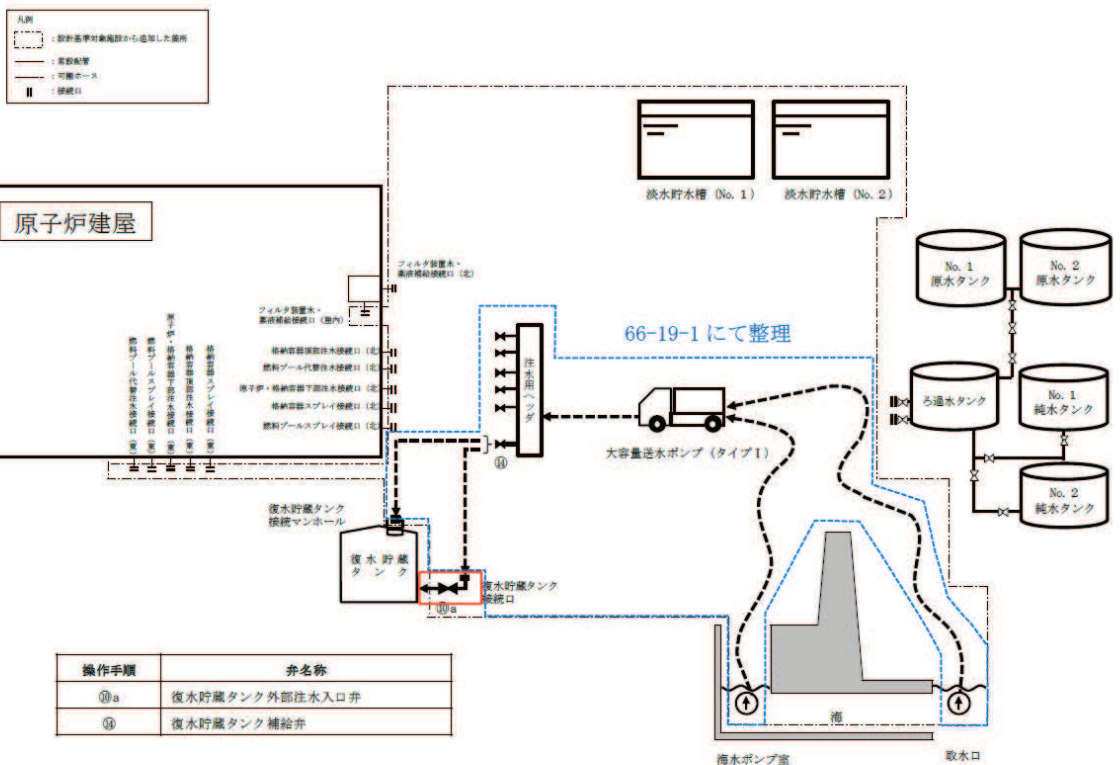 凡例
：設計基準対象施設から追加した箇所
：常設配管
：可搬ホース
：接続口
原子炉建屋
淡水貯水槽（No. 1）
淡水貯水槽（No. 2）
フィルタ装置水・
薬液補給接続口（北）
フィルタ装置水・
薬液補給接続口（屋内）
格納容器頂部注水接続口（北）
燃料プール代替注水接続口（北）
原子炉・格納容器下部注水接続口（北）
格納容器スプレイ接続口（北）
燃料プールスプレイ接続口（北）
燃料プール代替注水接続口（東）
燃料プールスプレイ接続口（東）
原子炉・格納容器下部注水接続口（東）
格納容器頂部注水接続口（東）
格納容器スプレイ接続口（東）
66-19-1 にて整理
注水用ヘッダ
大容量送水ポンプ（タイプⅠ）
⑭
No. 1
原水タンク
No. 2
原水タンク
ろ過水タンク
No. 1
純水タンク
No. 2
純水タンク
復水貯蔵タンク
接続マンホール
復水貯蔵
タンク
復水貯蔵タンク
接続口
⑩a
操作手順 弁名称
⑩a 復水貯蔵タンク外部注水入口弁
⑭ 復水貯蔵タンク補給弁
海
海水ポンプ室
取水口